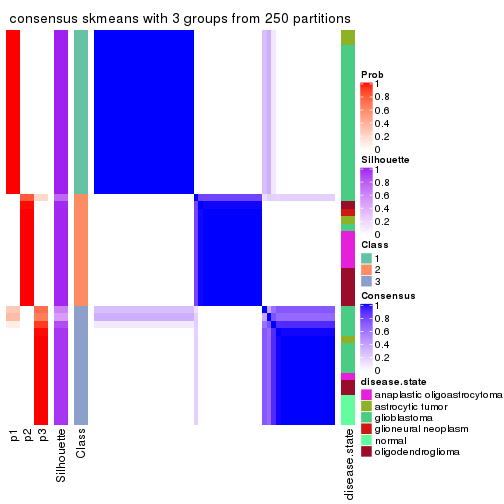 consensus skmeans with 3 groups from 250 partitions
Prob
1
0.8
0.6
0.4
0.2
0
Silhouette
1
0.8
0.6
0.4
0.2
0
Class
1
2
3
Consensus
1
0.8
0.6
0.4
0.2
0
disease.state
anaplastic oligoastrocytoma
astrocytic tumor
glioblastoma
glioneural neoplasm
normal
oligodendroglioma
p1
p2
p3
Silhouette
Class
disease.state